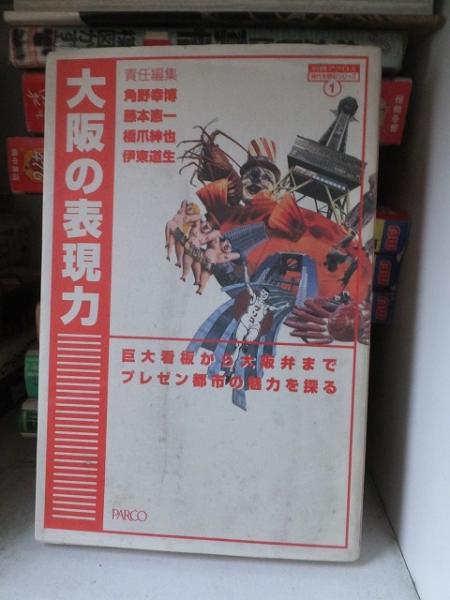 大阪の表現力
責任編集
角野幸博
藤本憲一
橋爪紳也
伊東道生
1
巨大看板から大阪弁まで
プレゼン都市の魅力を探る
PARCO